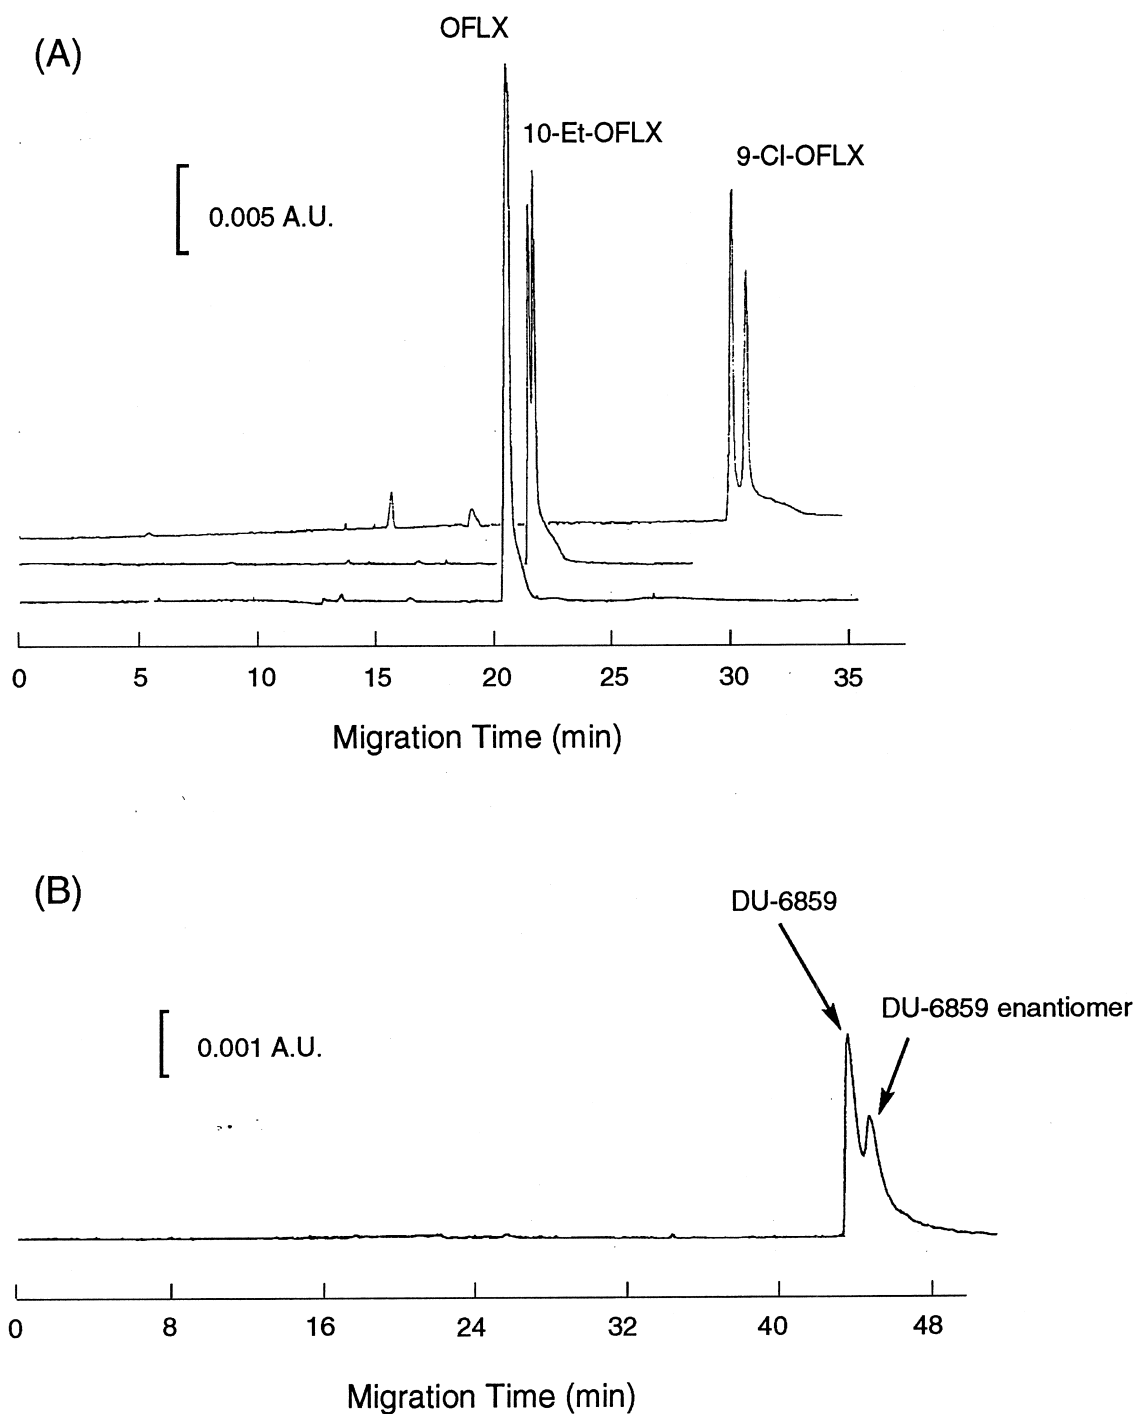 (A)
OFLX
10-Et-OFLX
9-Cl-OFLX
0.005 A.U.
0 5 10 15 20 25 30 35
Migration Time (min)
(B)
DU-6859
DU-6859 enantiomer
0.001 A.U.
0 8 16 24 32 40 48
Migration Time (min)